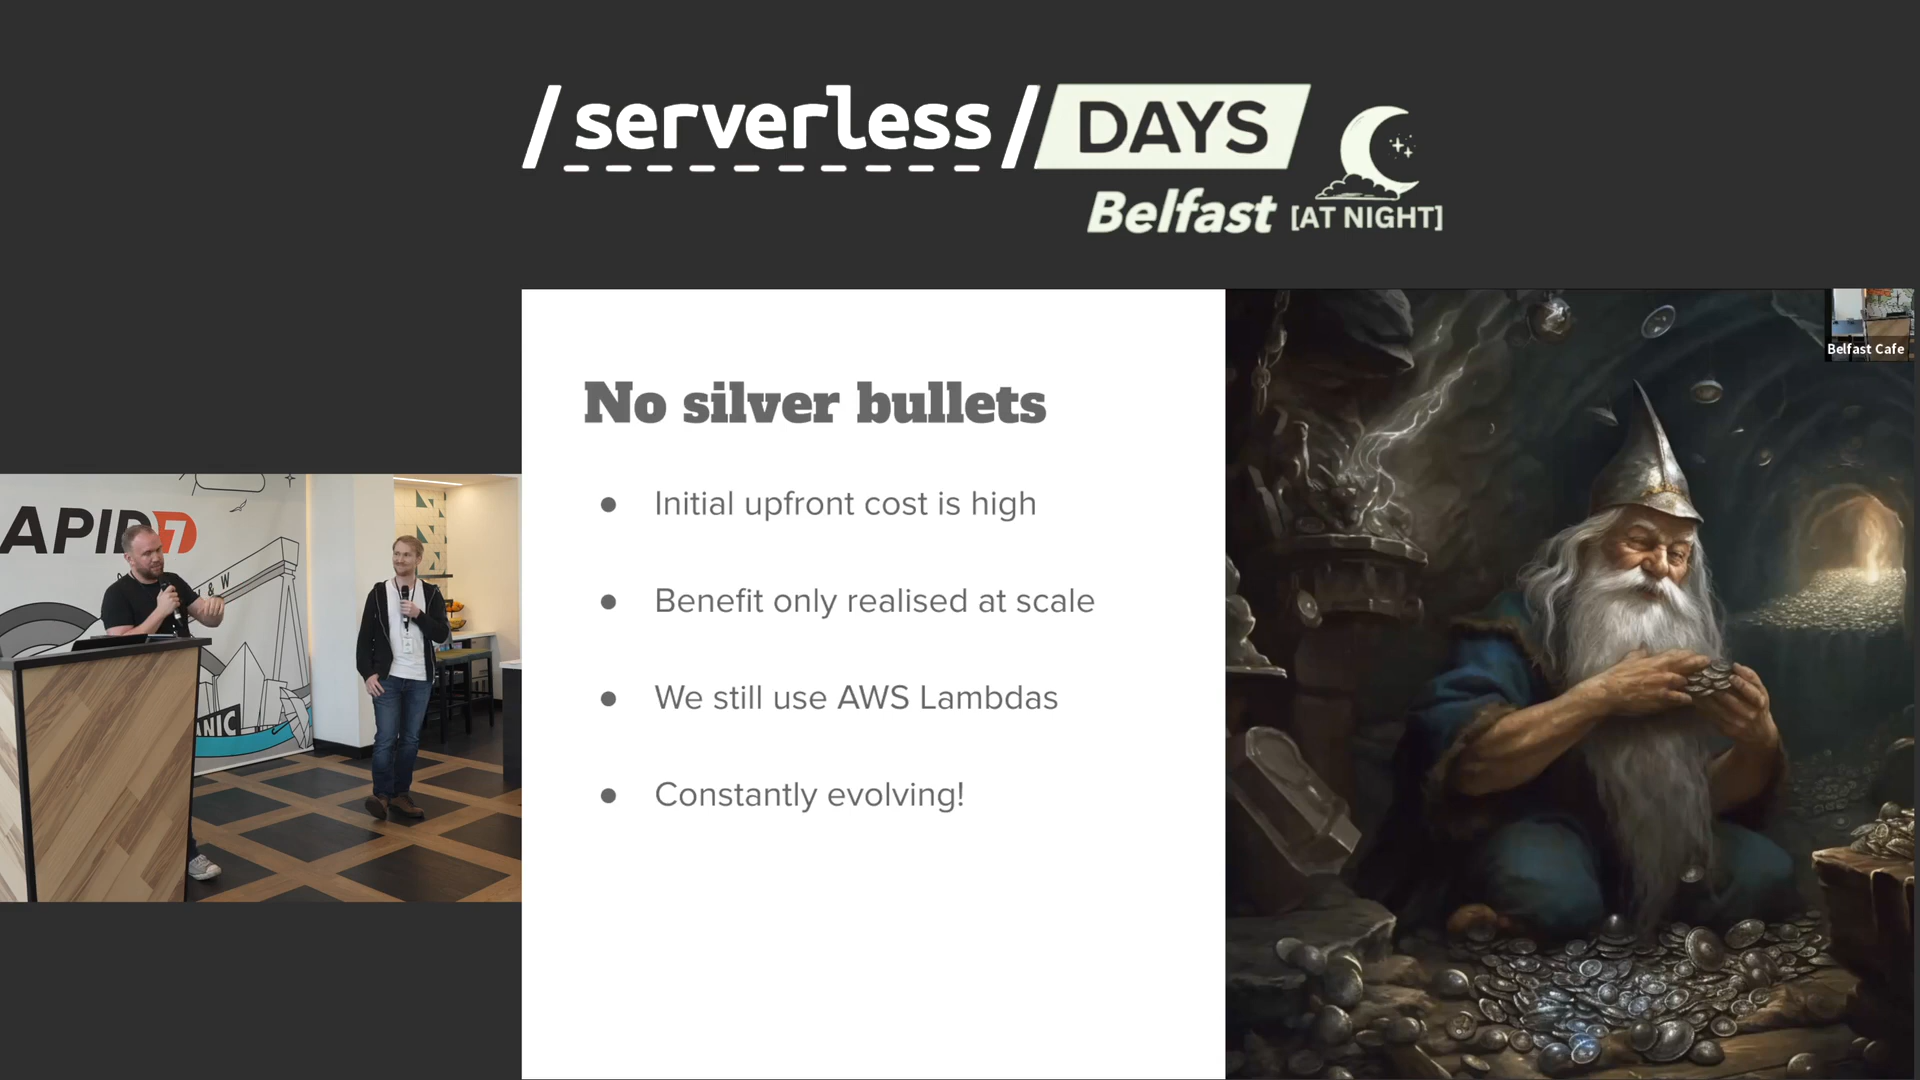 /serverless/ DAYS
Belfast [AT NIGHT]
Belfast Cafe
No silver bullets
● Initial upfront cost is high
● Benefit only realised at scale
● We still use AWS Lambdas
● Constantly evolving!
APID7
& W
ANIC